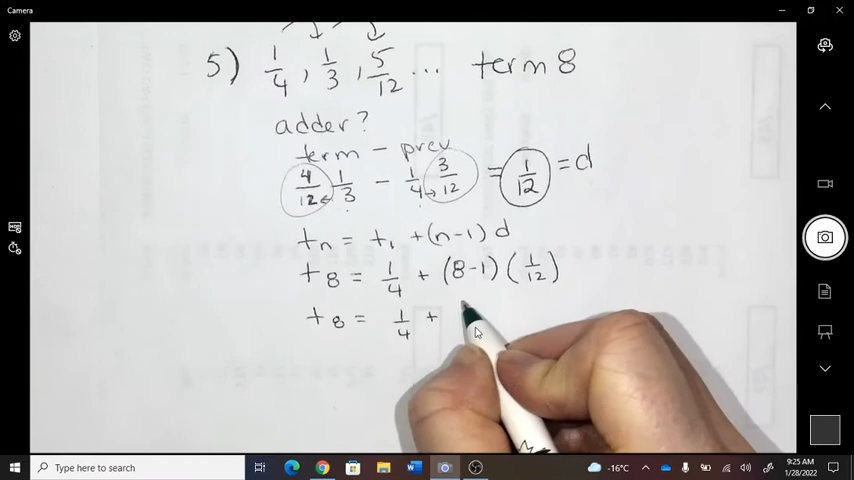 Camera
5) 1/4, 1/3, 5/12 ... term 8
adder?
term - prev
4/12 ← 1/3 - 1/4 → 3/12 = 1/12 = d
tn = t1 + (n-1) d
t8 = 1/4 + (8-1) (1/12)
t8 = 1/4 +
Type here to search
-16°C
9:25 AM
1/28/2022